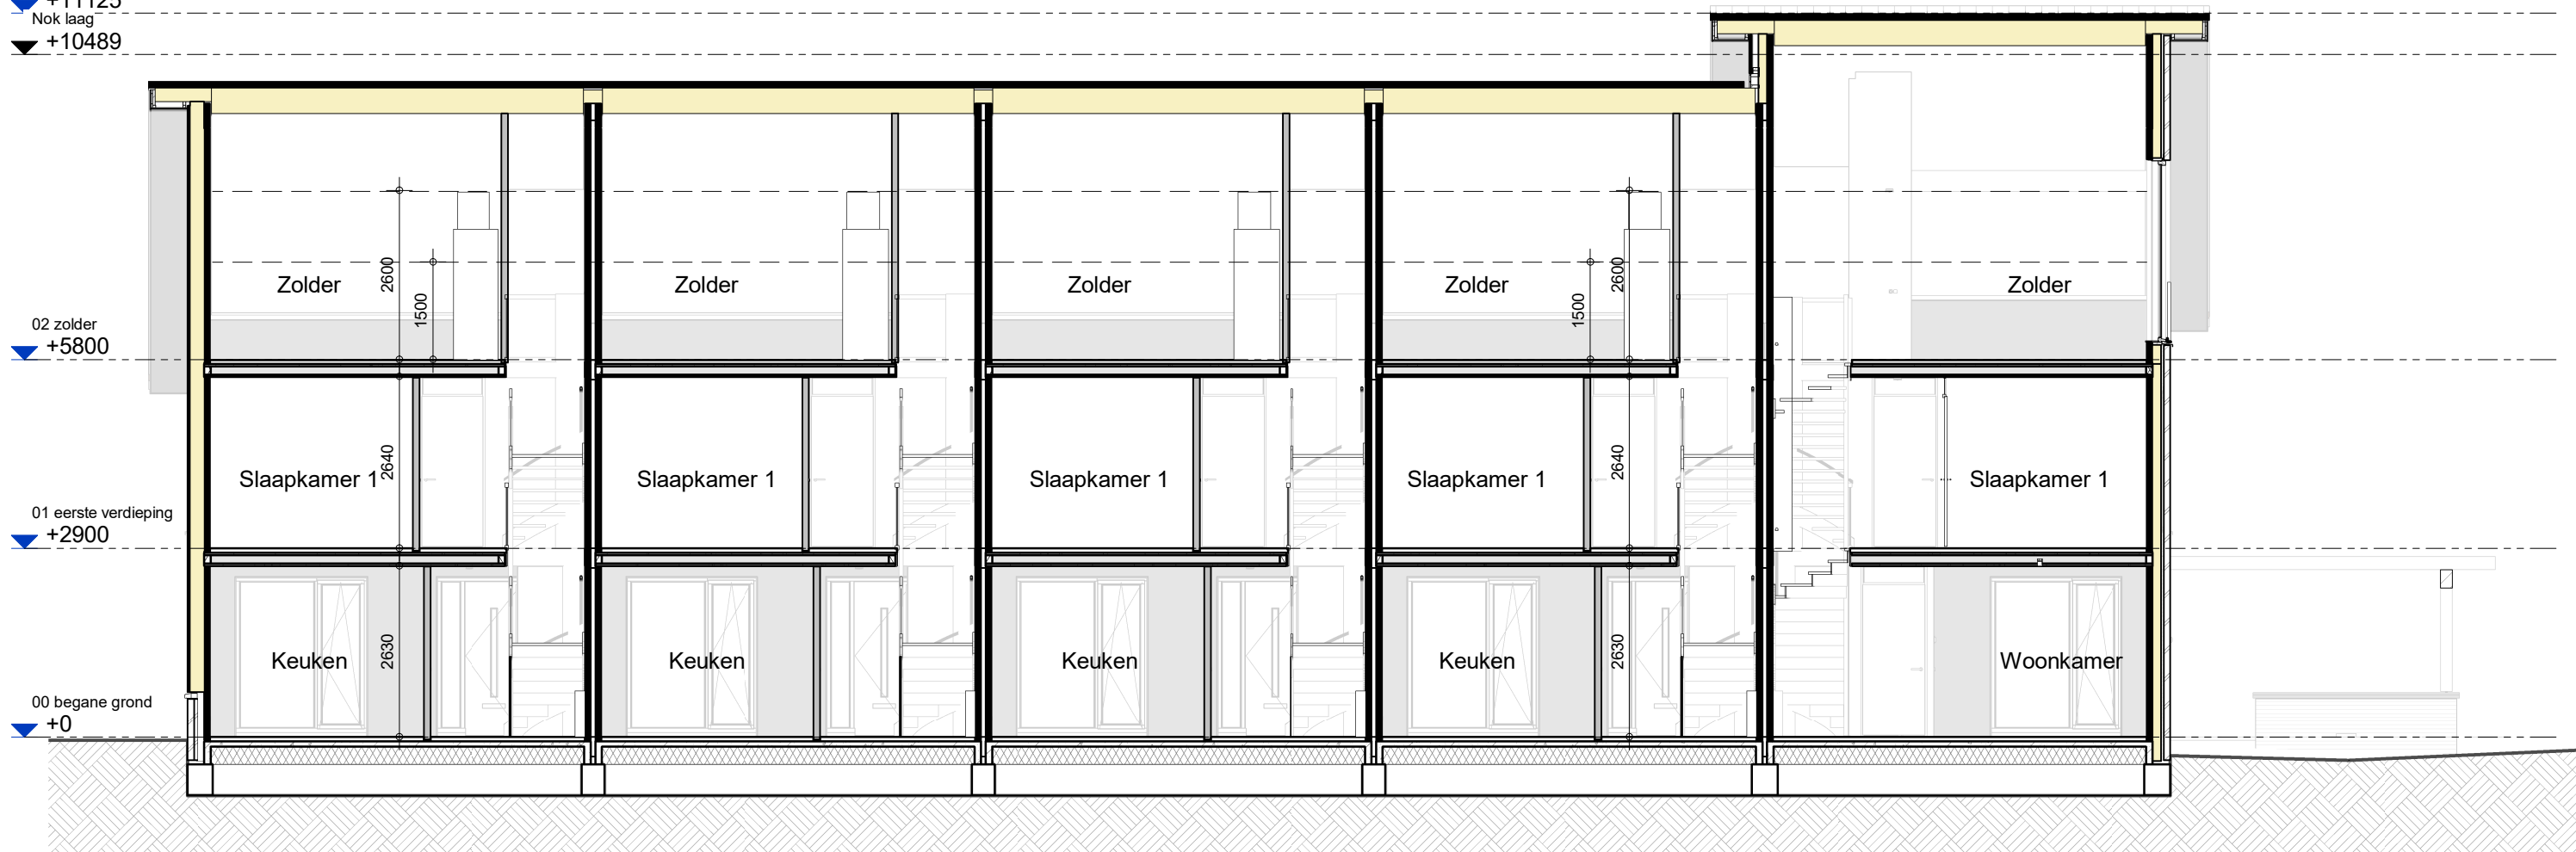 +11125
Nok laag
+10489
Zolder
2600
1500
Zolder
Zolder
Zolder
1500
2600
Zolder
02 zolder
+5800
Slaapkamer 1
2640
Slaapkamer 1
Slaapkamer 1
Slaapkamer 1
2640
Slaapkamer 1
01 eerste verdieping
+2900
Keuken
2630
Keuken
Keuken
Keuken
2630
Woonkamer
00 begane grond
+0